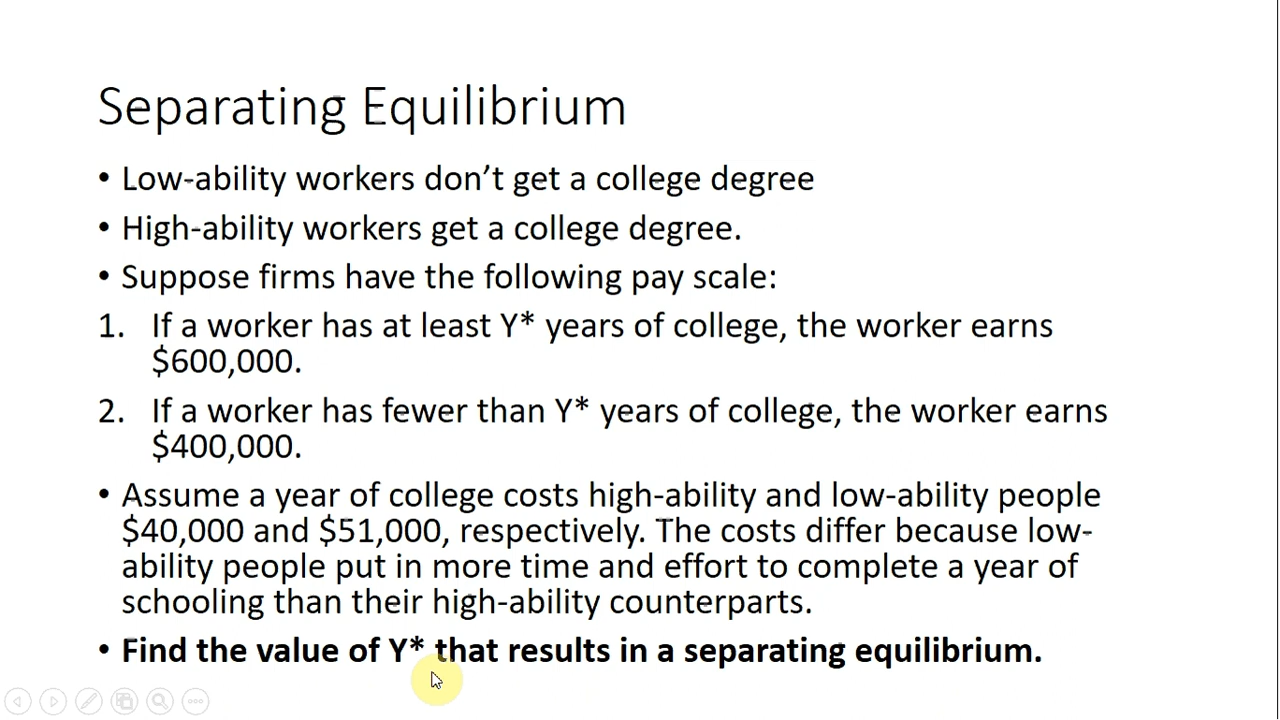 Separating Equilibrium
• Low-ability workers don’t get a college degree
• High-ability workers get a college degree.
• Suppose firms have the following pay scale:
1. If a worker has at least Y* years of college, the worker earns
$600,000.
2. If a worker has fewer than Y* years of college, the worker earns
$400,000.
• Assume a year of college costs high-ability and low-ability people
$40,000 and $51,000, respectively. The costs differ because low-
ability people put in more time and effort to complete a year of
schooling than their high-ability counterparts.
• Find the value of Y* that results in a separating equilibrium.